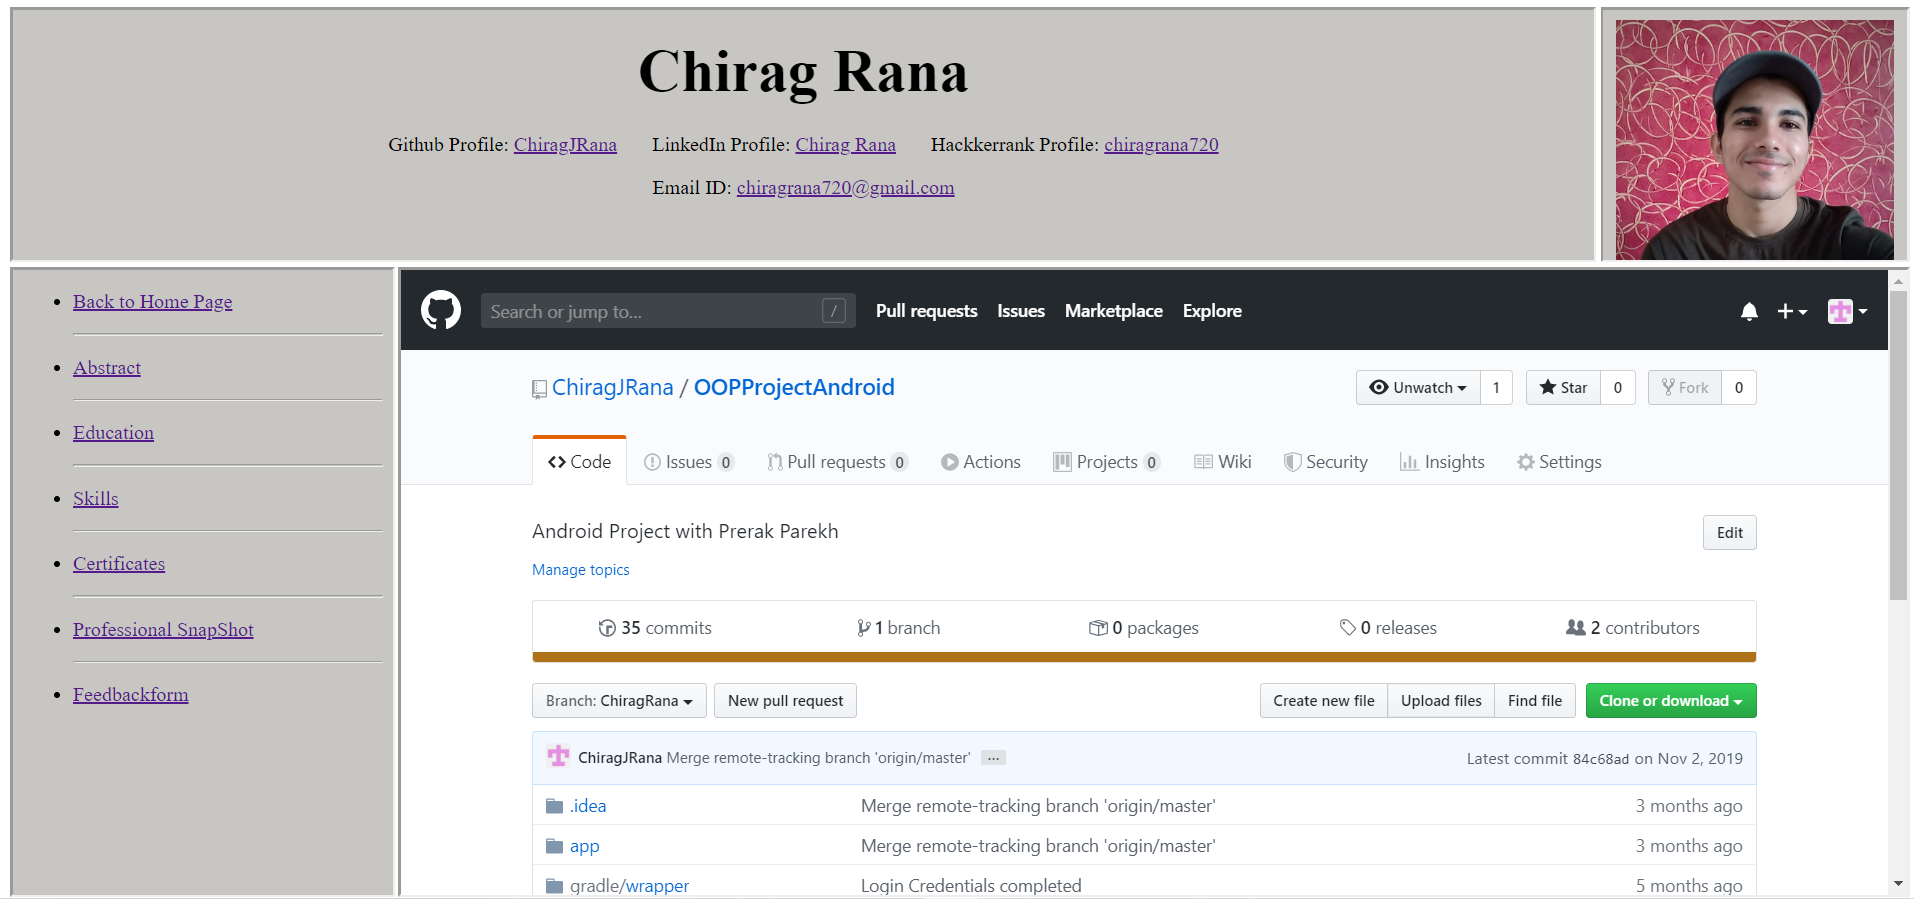 Chirag Rana
Github Profile: ChiragJRana LinkedIn Profile: Chirag Rana Hackkerrank Profile: chiragrana720
Email ID: chiragrana720@gmail.com
Back to Home Page
Abstract
Education
Skills
Certificates
Professional SnapShot
Feedbackform
Search or jump to... / Pull requests Issues Marketplace Explore
ChiragJRana / OOPProjectAndroid Unwatch 1 Star 0 Fork 0
Code Issues 0 Pull requests 0 Actions Projects 0 Wiki Security Insights Settings
Android Project with Prerak Parekh Edit
Manage topics
35 commits 1 branch 0 packages 0 releases 2 contributors
Branch: ChiragRana New pull request Create new file Upload files Find file Clone or download
ChiragJRana Merge remote-tracking branch 'origin/master' ... Latest commit 84c68ad on Nov 2, 2019
.idea Merge remote-tracking branch 'origin/master' 3 months ago
app Merge remote-tracking branch 'origin/master' 3 months ago
gradle/wrapper Login Credentials completed 5 months ago